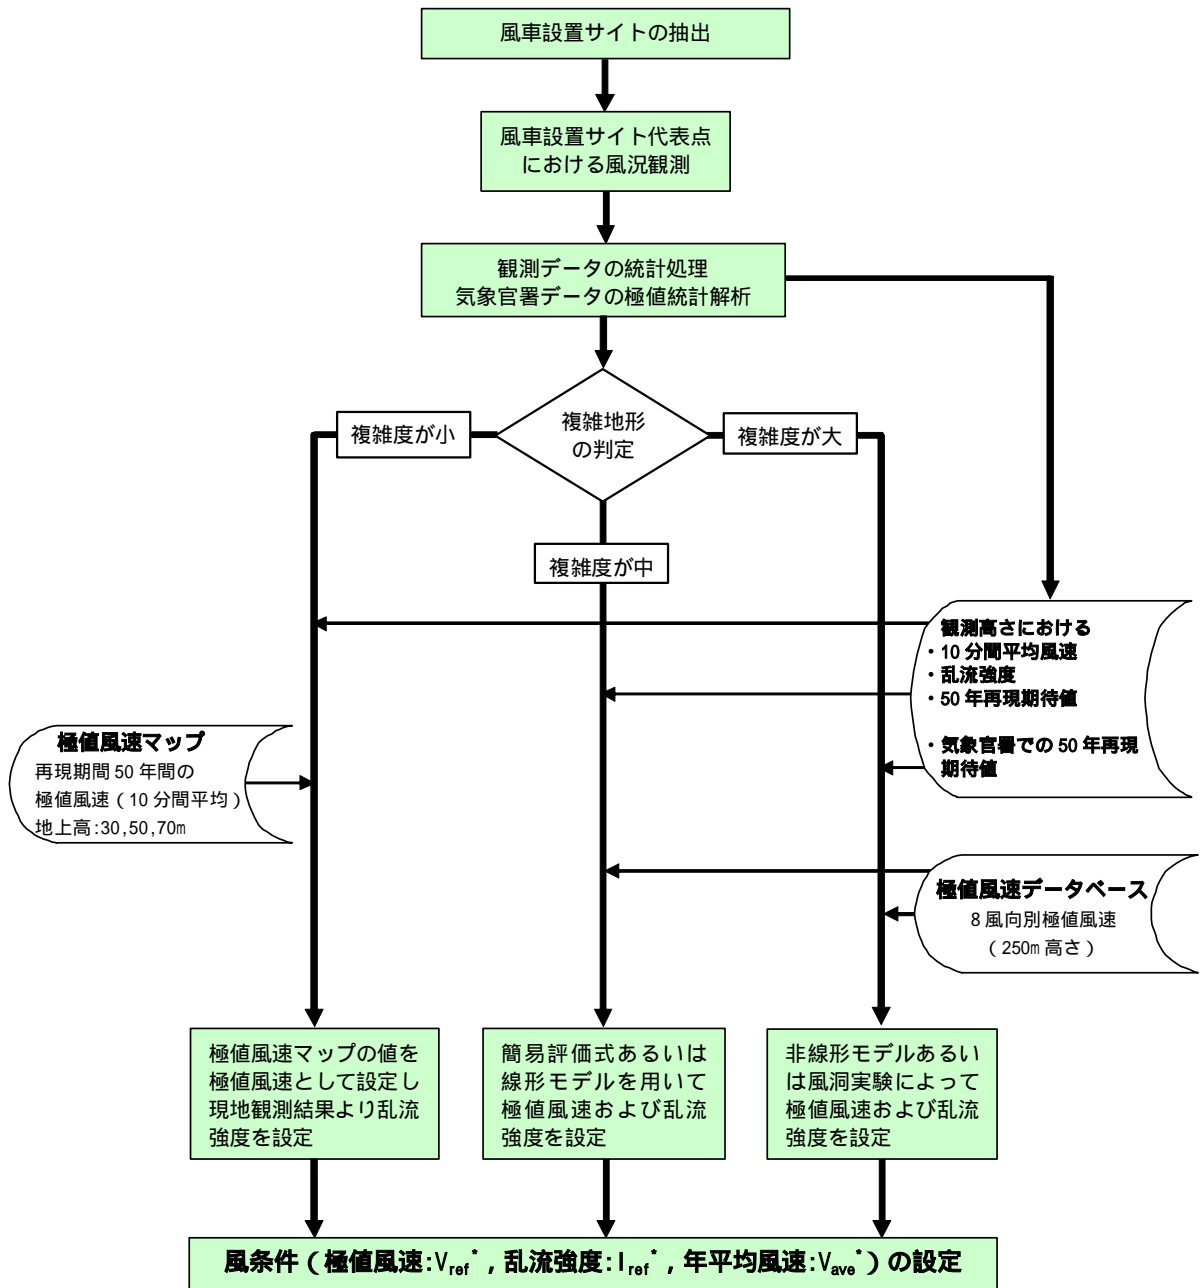 風車設置サイトの抽出
風車設置サイト代表点
における風況観測
観測データの統計処理
気象官署データの極値統計解析
複雑地形
の判定
複雑度が小
複雑度が大
複雑度が中
観測高さにおける
・10分間平均風速
・乱流強度
・50年再現期待値
・気象官署での50年再現
期待値
極値風速マップ
再現期間50年間の
極値風速(10分間平均)
地上高:30,50,70m
極値風速データベース
8風向別極値風速
(250m高さ)
極値風速マップの値を
極値風速として設定し
現地観測結果より乱流
強度を設定
簡易評価式あるいは
線形モデルを用いて
極値風速および乱流
強度を設定
非線形モデルあるい
は風洞実験によって
極値風速および乱流
強度を設定
風条件(極値風速:Vref*,乱流強度:Iref*,年平均風速:Vave*)の設定